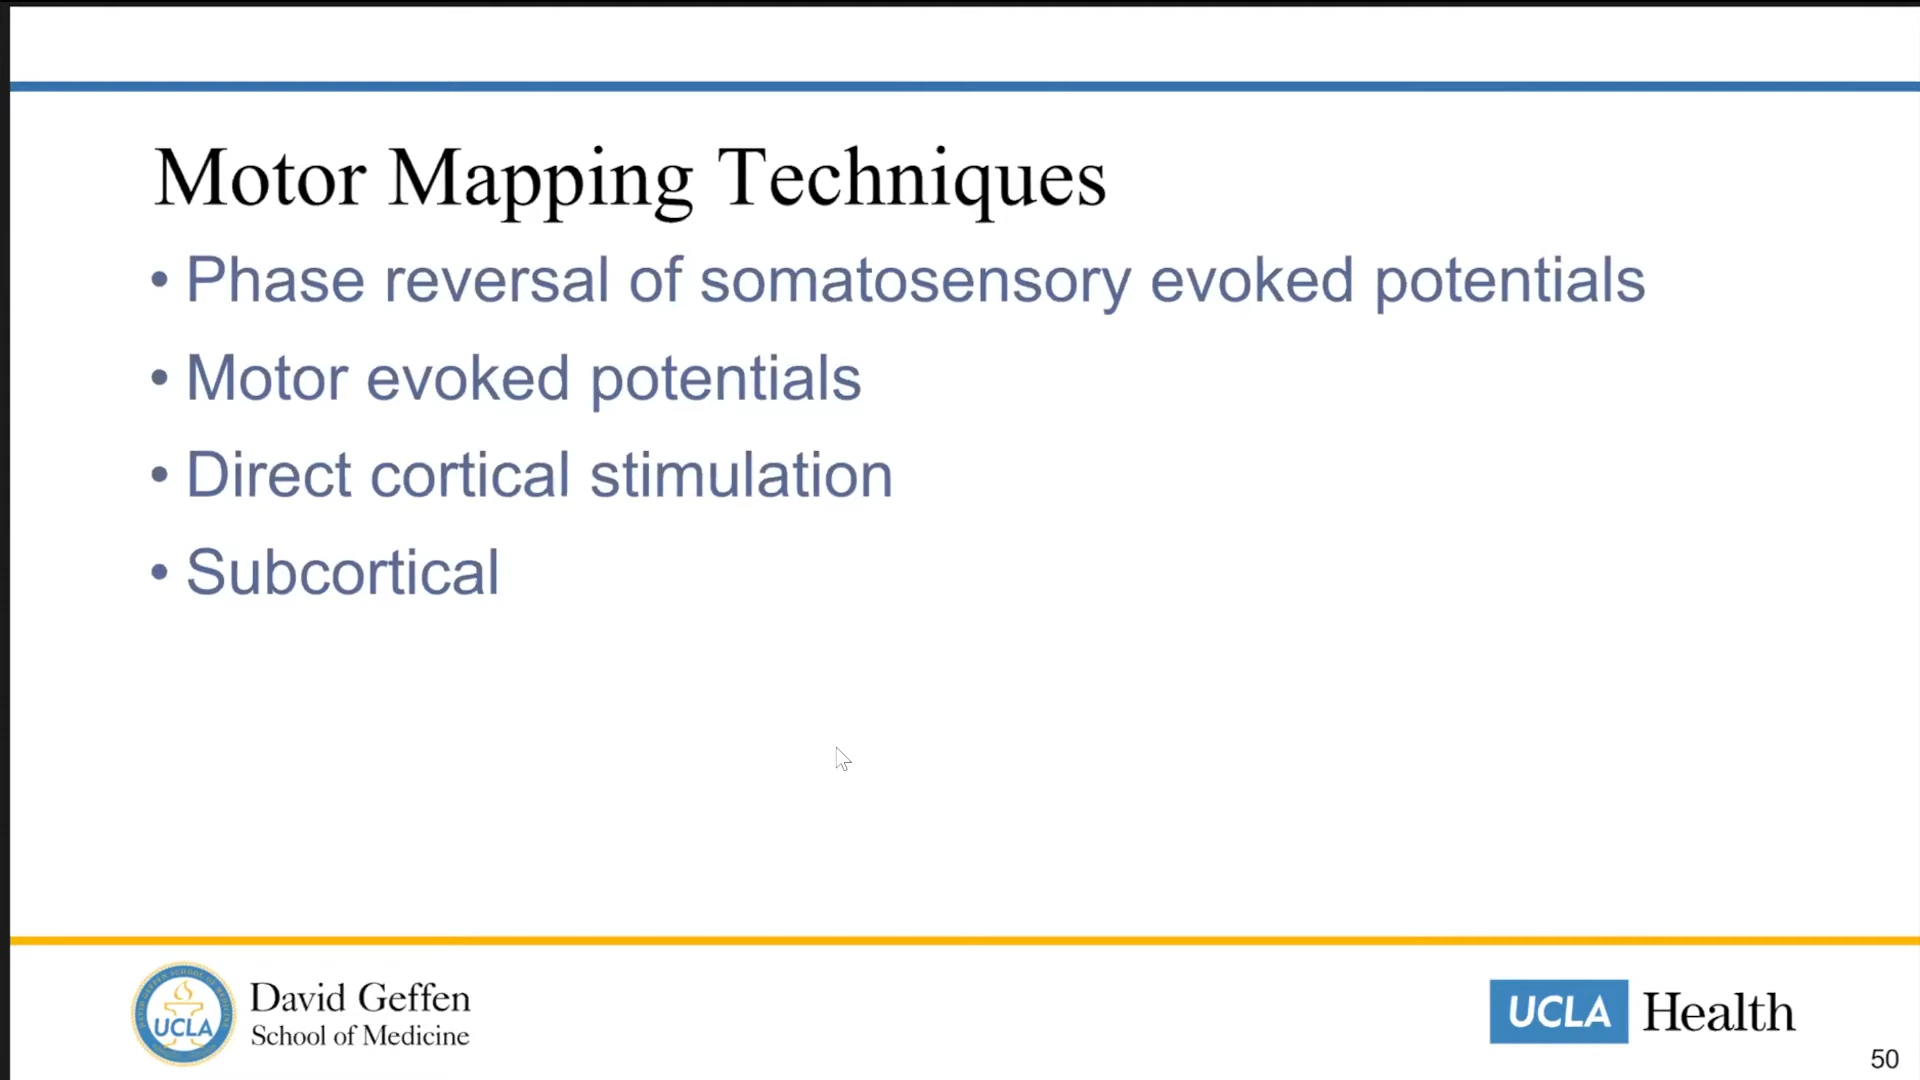 Motor Mapping Techniques
• Phase reversal of somatosensory evoked potentials
• Motor evoked potentials
• Direct cortical stimulation
• Subcortical
UCLA
David Geffen
School of Medicine
UCLA Health
50